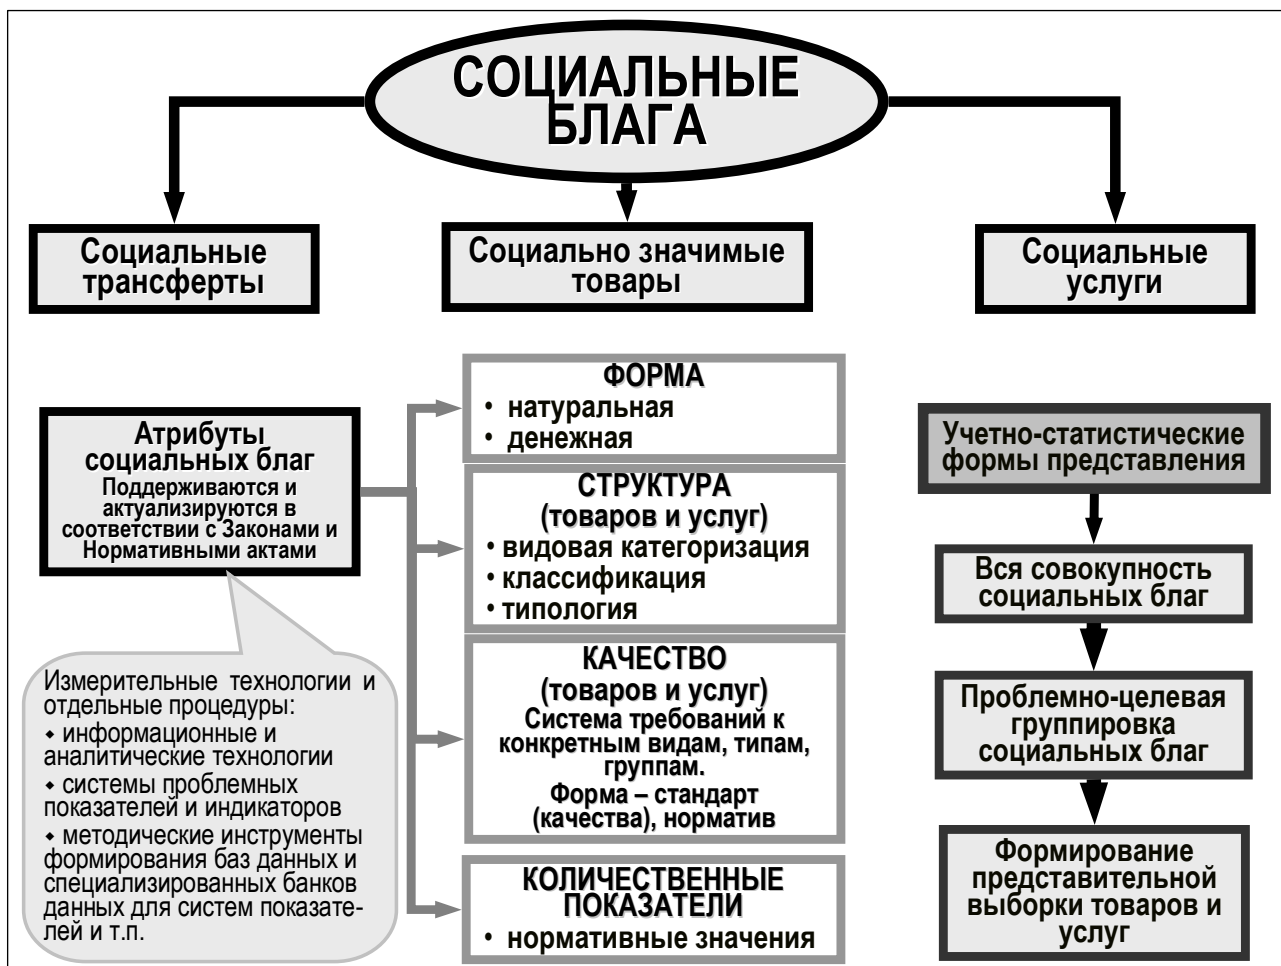 СОЦИАЛЬНЫЕ
БЛАГА
Социальные
трансферты
Социально значимые
товары
Социальные
услуги
Атрибуты
социальных благ
Поддерживаются и
актуализируются в
соответствии с Законами и
Нормативными актами
Измерительные технологии и
отдельные процедуры:
• информационные и
аналитические технологии
• системы проблемных
показателей и индикаторов
• методические инструменты
формирования баз данных и
специализированных банков
данных для систем показате-
лей и т.п.
ФОРМА
• натуральная
• денежная
СТРУКТУРА
(товаров и услуг)
• видовая категоризация
• классификация
• типология
КАЧЕСТВО
(товаров и услуг)
Система требований к
конкретным видам, типам,
группам.
Форма – стандарт
(качества), норматив
КОЛИЧЕСТВЕННЫЕ
ПОКАЗАТЕЛИ
• нормативные значения
Учетно-статистические
формы представления
Вся совокупность
социальных благ
Проблемно-целевая
группировка
социальных благ
Формирование
представительной
выборки товаров и
услуг